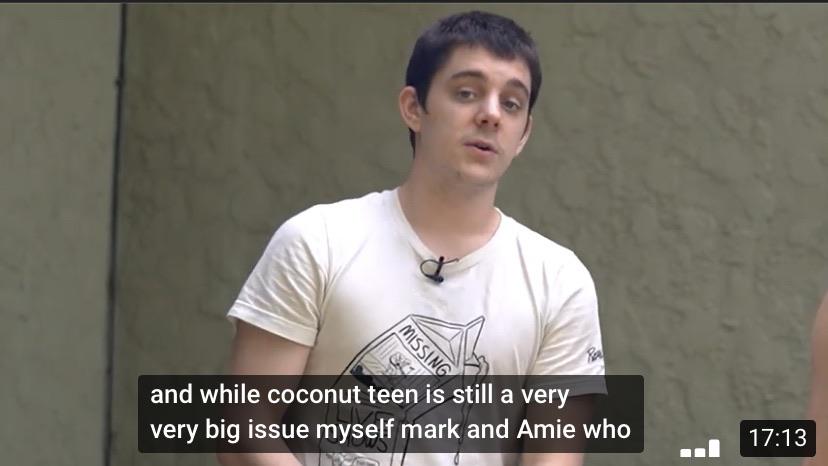 MISSING
and while coconut teen is still a very
very big issue myself mark and Amie who
17:13